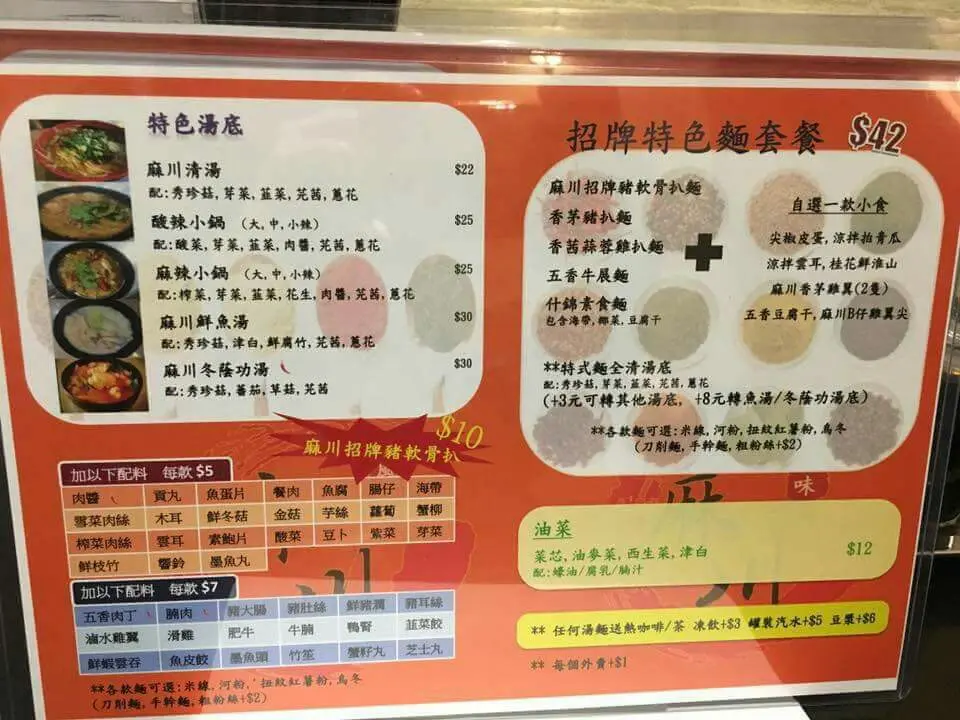 特色湯底
麻川清湯 $22
配:秀珍菇,芽菜,韮菜,芫茜,蔥花
酸辣小鍋 (大,中,小辣) $25
配:酸菜,芽菜,韮菜,肉醬,芫茜,蔥花
麻辣小鍋 (大,中,小辣) $25
配:榨菜,芽菜,韮菜,花生,肉醬,芫茜,蔥花
麻川鮮魚湯 $30
配:秀珍菇,津白,鮮腐竹,芫茜,蔥花
麻川冬蔭功湯 $30
配:秀珍菇,蕃茄,草菇,芫茜
$10
麻川招牌豬軟骨扒
加以下配料 每款 $5
肉醬 貢丸 魚蛋片 餐肉 魚腐 腸仔 海帶
雪菜肉絲 木耳 鮮冬菇 金菇 芋絲 蘿蔔 蟹柳
榨菜肉絲 雲耳 素鮑片 酸菜 豆卜 紫菜 芽菜
鮮枝竹 響鈴 墨魚丸
加以下配料 每款 $7
五香肉丁 腩肉 豬大腸 豬肚絲 鮮豬潤 豬耳絲
滷水雞翼 滑雞 肥牛 牛腩 鴨腎 韮菜餃
鮮蝦雲吞 魚皮餃 墨魚頭 竹笙 蟹籽丸 芝士丸
**各款麵可選:米線,河粉,扭紋紅薯粉,烏冬
(刀削麵,手幹麵,粗粉絲+$2)
招牌特色麵套餐 $42
麻川招牌豬軟骨扒麵
香茅豬扒麵
香茜蒜蓉雞扒麵
五香牛展麵
什錦素食麵
包含海帶,椰菜,豆腐干
+
自選一款小食
尖椒皮蛋,涼拌拍青瓜
涼拌雲耳,桂花鮮淮山
麻川香茅雞翼(2隻)
五香豆腐干,麻川B仔雞翼尖
**特式麵全清湯底
配:秀珍菇,芽菜,韮菜,芫茜,蔥花
(+3元可轉其他湯底, +8元轉魚湯/冬蔭功湯底)
**各款麵可選:米線,河粉,扭紋紅薯粉,烏冬
(刀削麵,手幹麵,粗粉絲+$2)
味
油菜
菜芯,油麥菜,西生菜,津白 $12
配:蠔油/腐乳/腩汁
** 任何湯麵送熱咖啡/茶 凍飲+$3 罐裝汽水+$5 豆漿+$6
** 每個外賣+$1